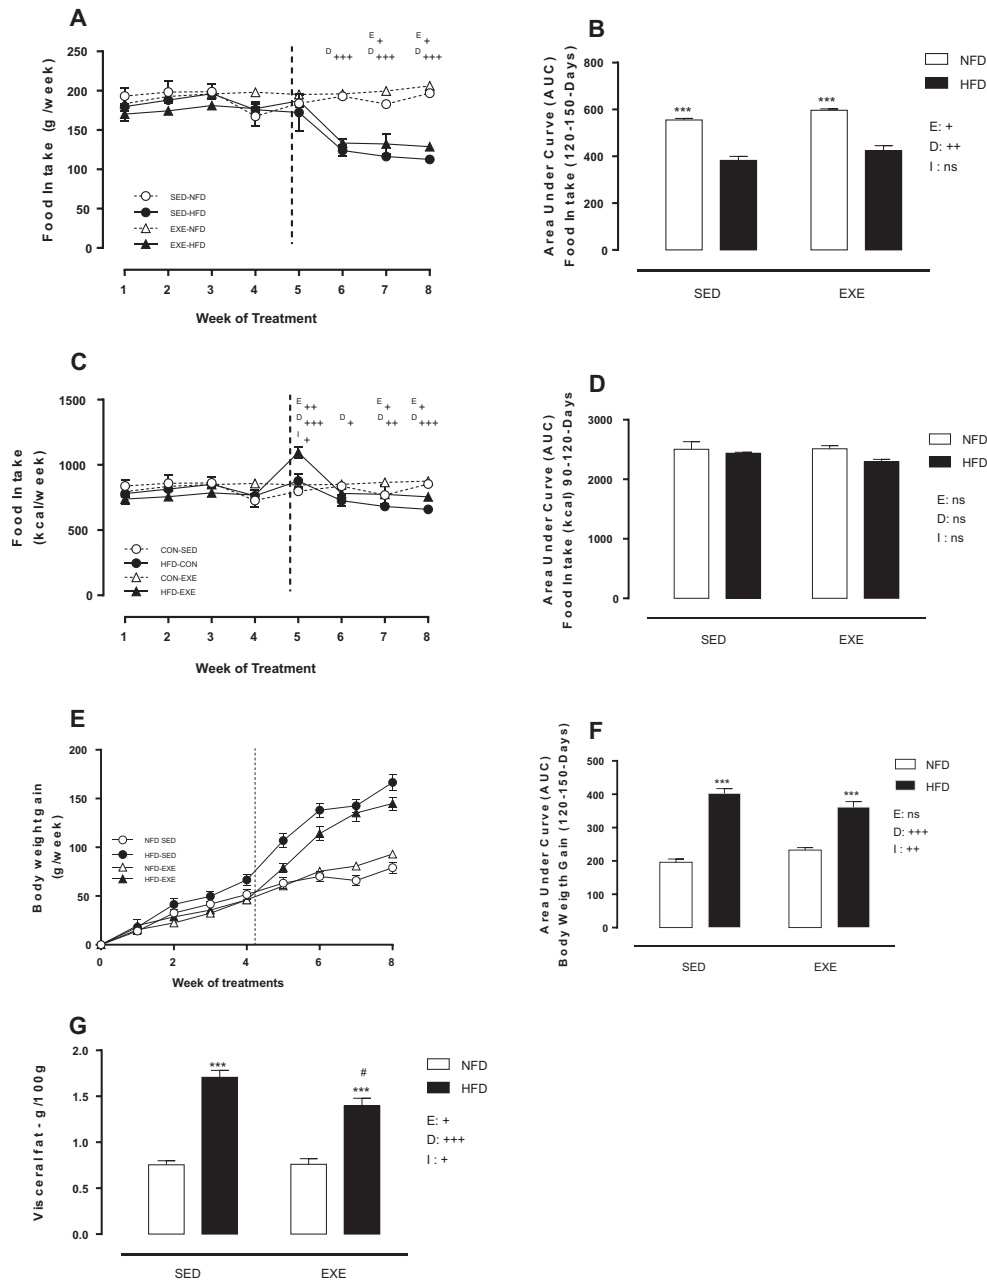 A
E + E +
D +++ D +++ D +++
250
200
150
100
50
0
Food Intake (g /week)
SED-NFD
SED-HFD
EXE-NFD
EXE-HFD
1 2 3 4 5 6 7 8
Week of Treatment
B
800
600
400
200
0
Area Under Curve (AUC)
Food Intake (120-150-Days)
*** ***
NFD
HFD
E: +
D: ++
I : ns
SED EXE
C
E ++ E + E +
D +++ D + D ++ D +++
I +
1500
1000
500
0
Food Intake
(kcal/week)
CON-SED
HFD-CON
CON-EXE
HFD-EXE
1 2 3 4 5 6 7 8
Week of Treatment
D
3000
2000
1000
0
Area Under Curve (AUC)
Food Intake (kcal) 90-120-Days
NFD
HFD
E: ns
D: ns
I : ns
SED EXE
E
200
150
100
50
0
Body weight gain
(g/week)
NFD SED
HFD-SED
NFD-EXE
HFD-EXE
0 2 4 6 8
Week of treatments
F
500
400
300
200
100
0
Area Under Curve (AUC)
Body Weigth Gain (120-150-Days)
*** ***
NFD
HFD
E: ns
D: +++
I : ++
SED EXE
G
2.0
1.5
1.0
0.5
0.0
Visceral fat - g/100g
*** # ***
NFD
HFD
E: +
D: +++
I : +
SED EXE